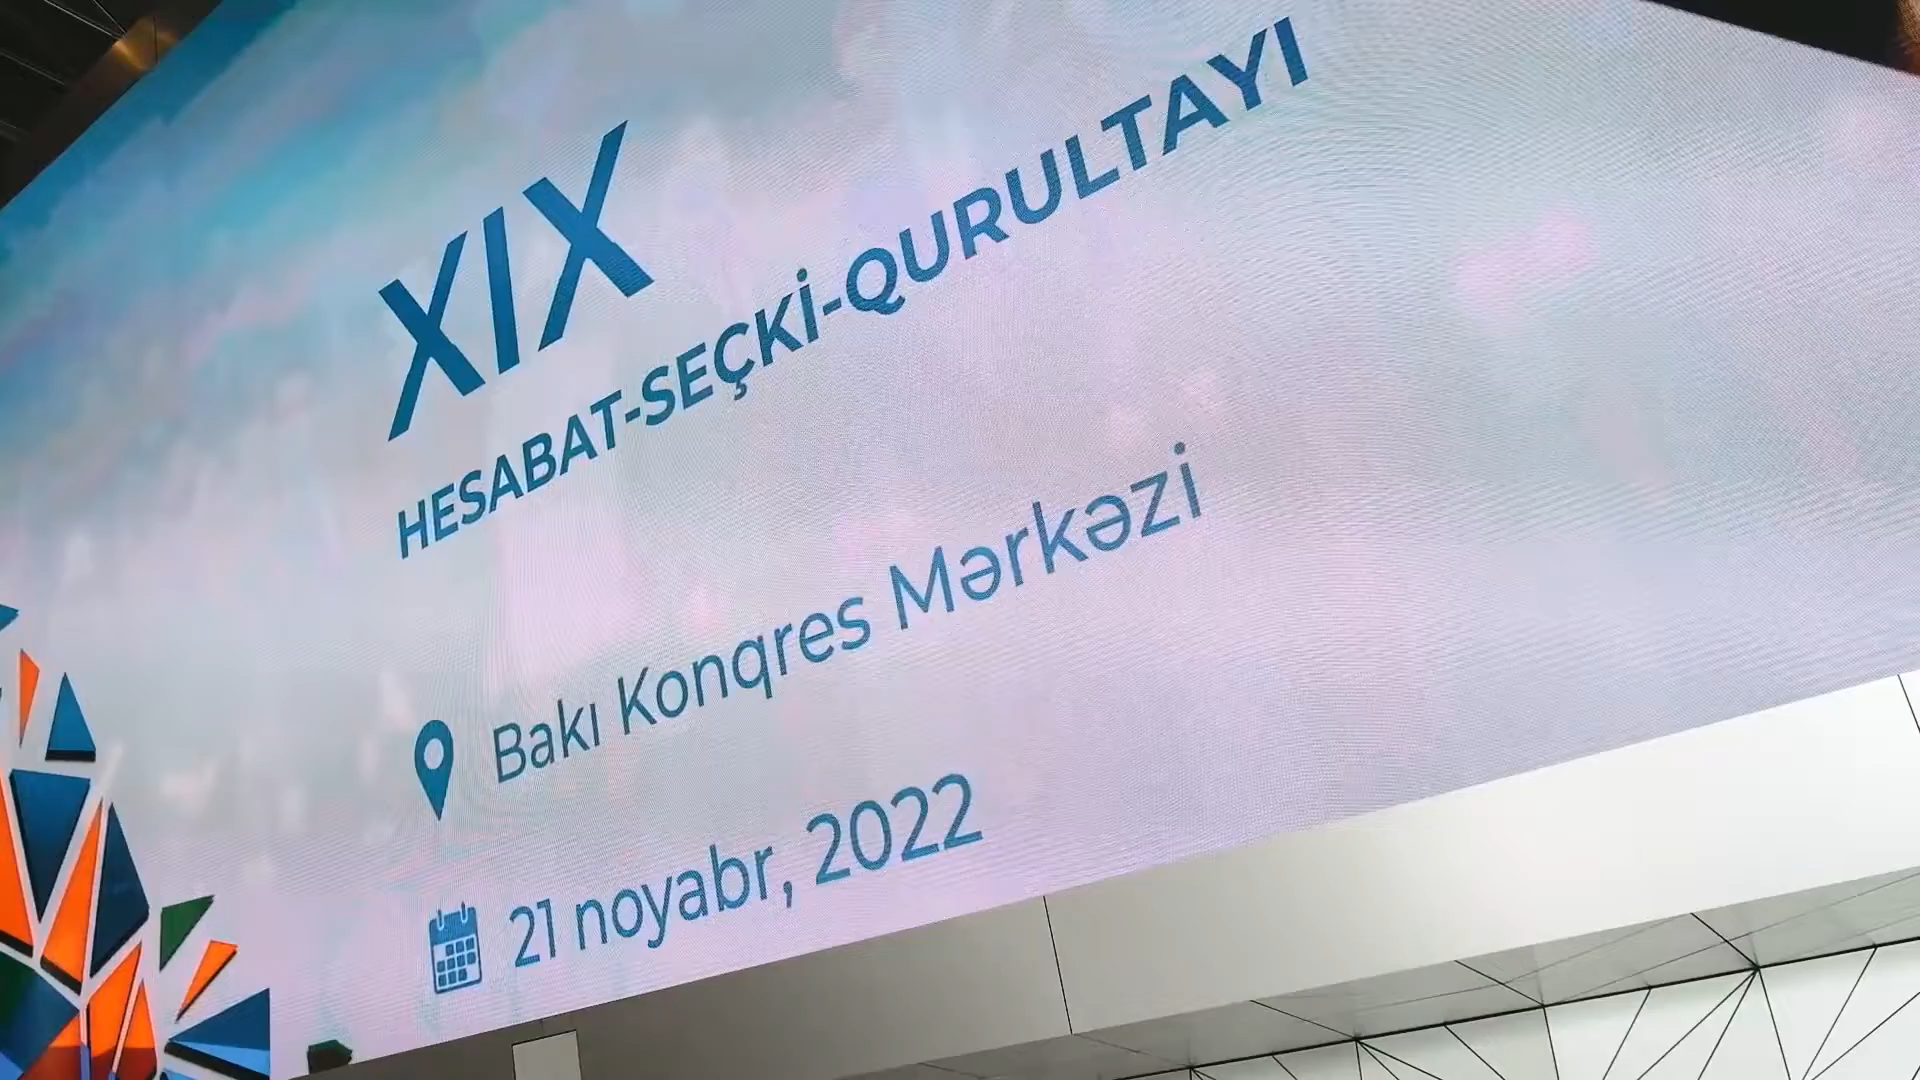 XIX
HESABAT-SEÇKİ-QURULTAYI
Bakı Konqres Mərkəzi
21 noyabr, 2022